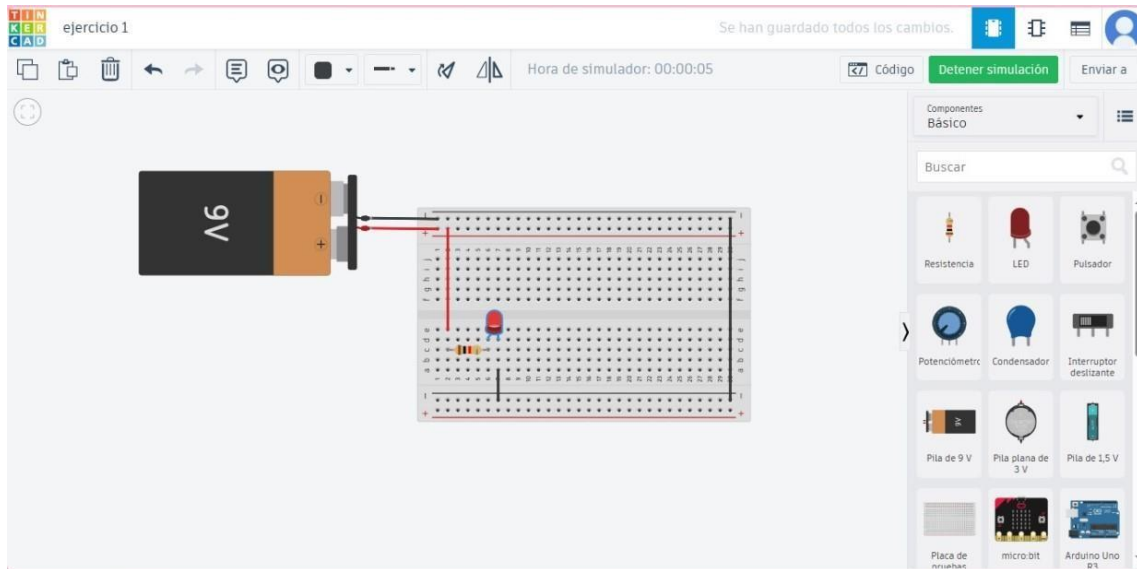 TIN
KER
CAD
ejercicio 1
Se han guardado todos los cambios.
Hora de simulador: 00:00:05
Código
Detener simulación
Enviar a
Componentes
Básico
Buscar
9V
Resistencia
LED
Pulsador
Potenciómetro
Condensador
Interruptor
deslizante
Pila de 9 V
Pila plana de
3 V
Pila de 1,5 V
Placa de
pruebas
micro:bit
Arduino Uno
R3